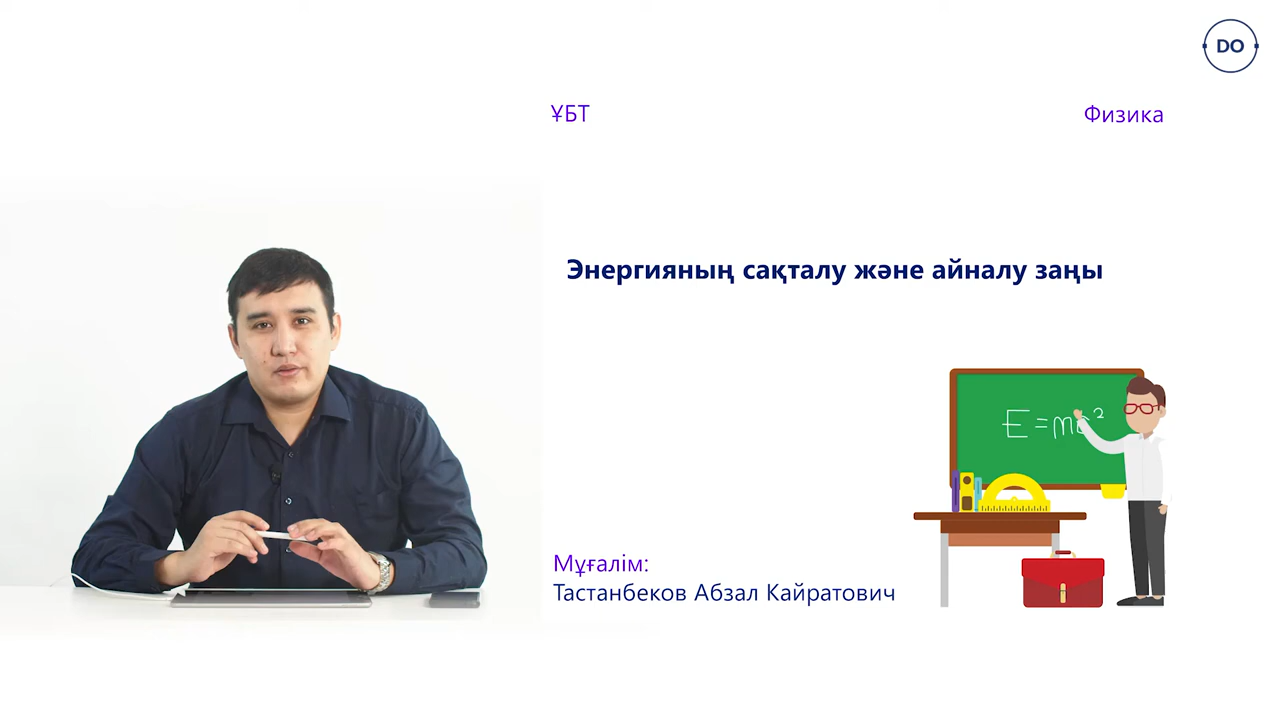 DO
ҰБТ
Физика
Энергияның сақталу және айналу заңы
E=mc²
Мұғалім:
Тастанбеков Абзал Кайратович